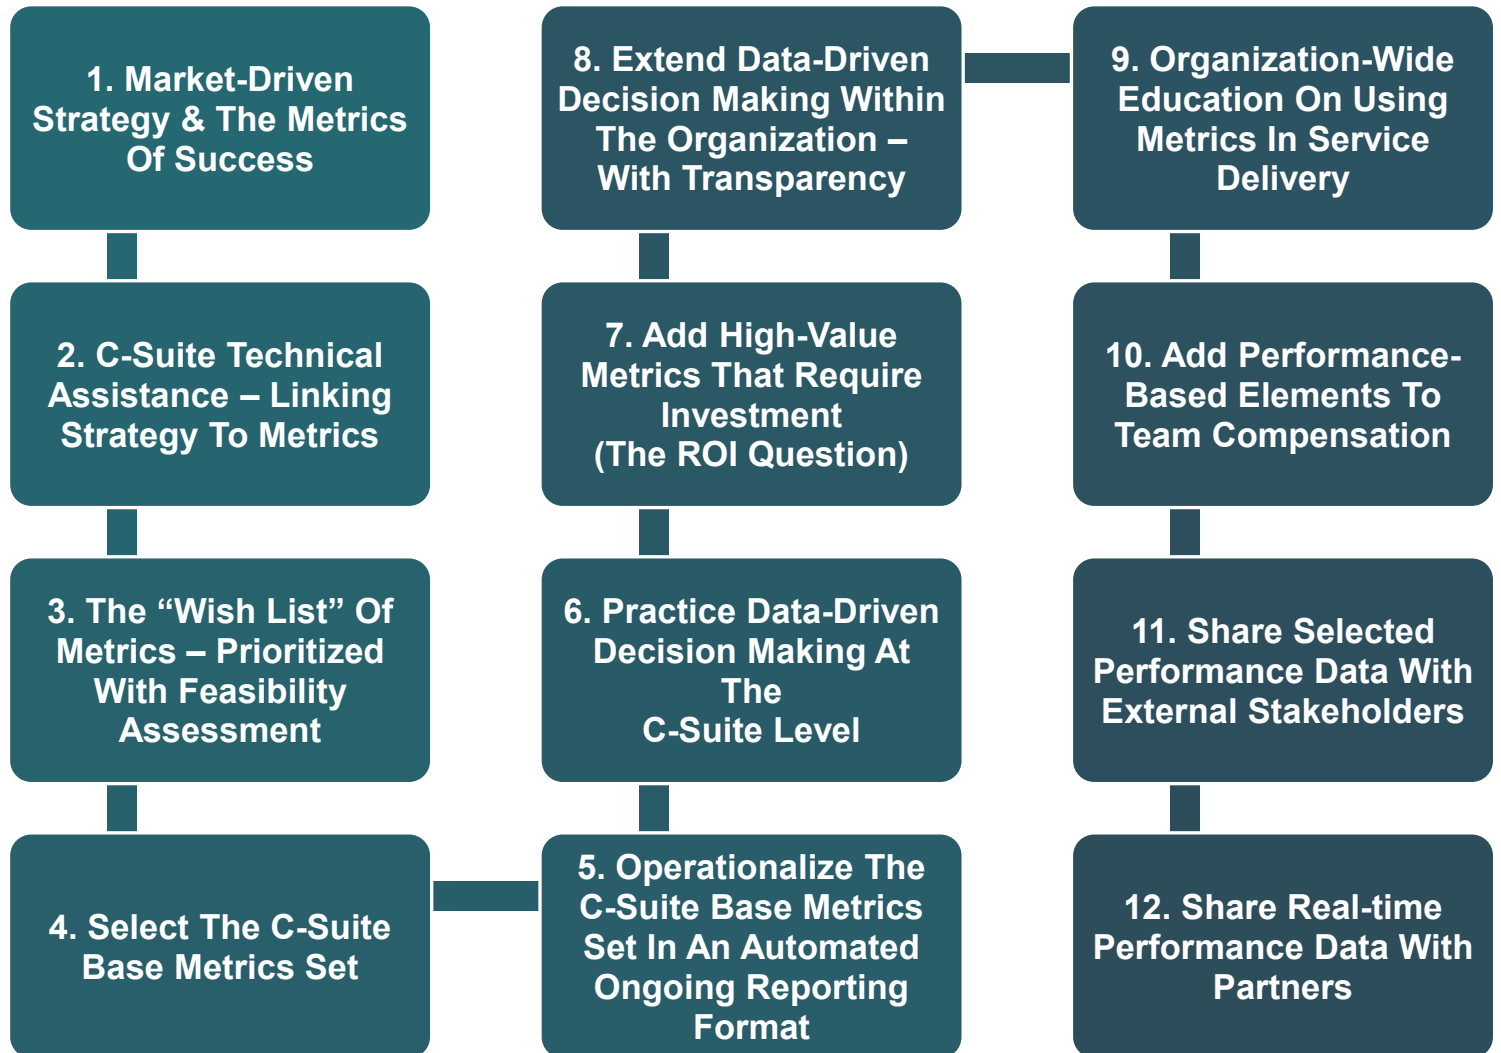 1. Market-Driven
Strategy & The Metrics
Of Success
2. C-Suite Technical
Assistance – Linking
Strategy To Metrics
3. The “Wish List” Of
Metrics – Prioritized
With Feasibility
Assessment
4. Select The C-Suite
Base Metrics Set
5. Operationalize The
C-Suite Base Metrics
Set In An Automated
Ongoing Reporting
Format
6. Practice Data-Driven
Decision Making At
The
C-Suite Level
7. Add High-Value
Metrics That Require
Investment
(The ROI Question)
8. Extend Data-Driven
Decision Making Within
The Organization –
With Transparency
9. Organization-Wide
Education On Using
Metrics In Service
Delivery
10. Add Performance-
Based Elements To
Team Compensation
11. Share Selected
Performance Data With
External Stakeholders
12. Share Real-time
Performance Data With
Partners